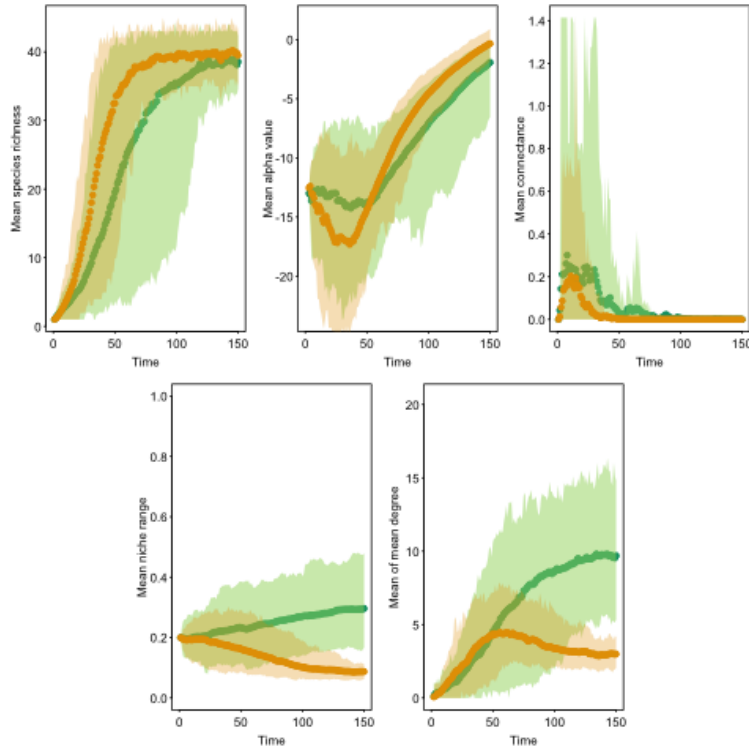 Mean species richness
40
30
20
10
0
0 50 100 150
Time
Mean alpha value
0
-5
-10
-15
-20
0 50 100 150
Time
Mean connectance
1.4
1.2
1.0
0.8
0.6
0.4
0.2
0.0
0 50 100 150
Time
Mean niche range
1.0
0.8
0.6
0.4
0.2
0.0
0 50 100 150
Time
Mean of mean degree
20
15
10
5
0
0 50 100 150
Time